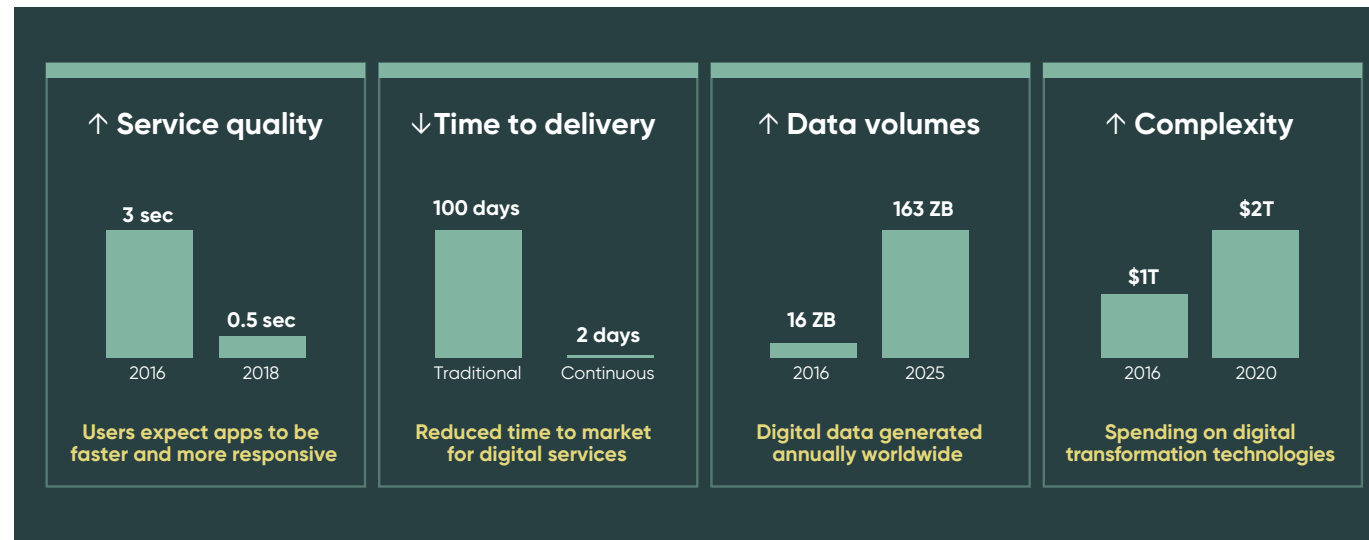 ↑ Service quality
3 sec
0.5 sec
2016
2018
Users expect apps to be
faster and more responsive
↓Time to delivery
100 days
2 days
Traditional
Continuous
Reduced time to market
for digital services
↑ Data volumes
163 ZB
16 ZB
2016
2025
Digital data generated
annually worldwide
↑ Complexity
$2T
$1T
2016
2020
Spending on digital
transformation technologies